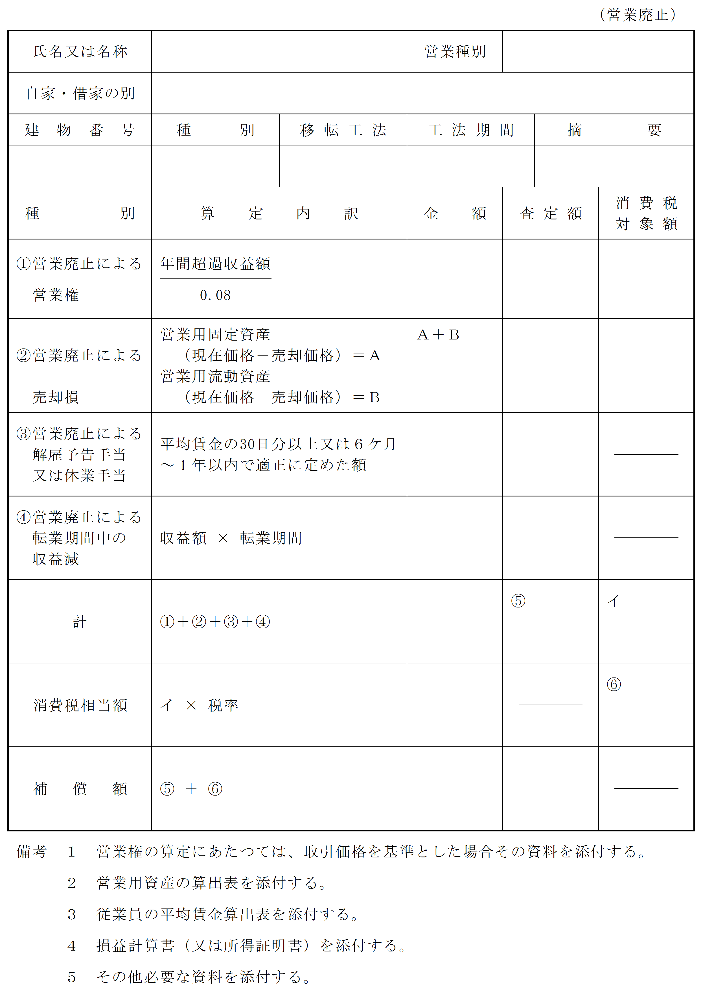 （営業廃止）
氏名又は名称 営業種別
自家・借家の別
建物番号 種別 移転工法 工法期間 摘要
種別 算定内訳 金額 査定額 消費税
対象額
①営業廃止による
営業権
年間超過収益額
0.08
②営業廃止による
売却損
営業用固定資産
（現在価格－売却価格）＝Ａ
営業用流動資産
（現在価格－売却価格）＝Ｂ
Ａ＋Ｂ
③営業廃止による
解雇予告手当
又は休業手当
平均賃金の30日分以上又は６ケ月
～１年以内で適正に定めた額
④営業廃止による
転業期間中の
収益減
収益額 × 転業期間
計
①＋②＋③＋④
⑤
イ
消費税相当額
イ × 税率
⑥
補償額
⑤ ＋ ⑥
備考 １ 営業権の算定にあたつては、取引価格を基準とした場合その資料を添付する。
２ 営業用資産の算出表を添付する。
３ 従業員の平均賃金算出表を添付する。
４ 損益計算書（又は所得証明書）を添付する。
５ その他必要な資料を添付する。